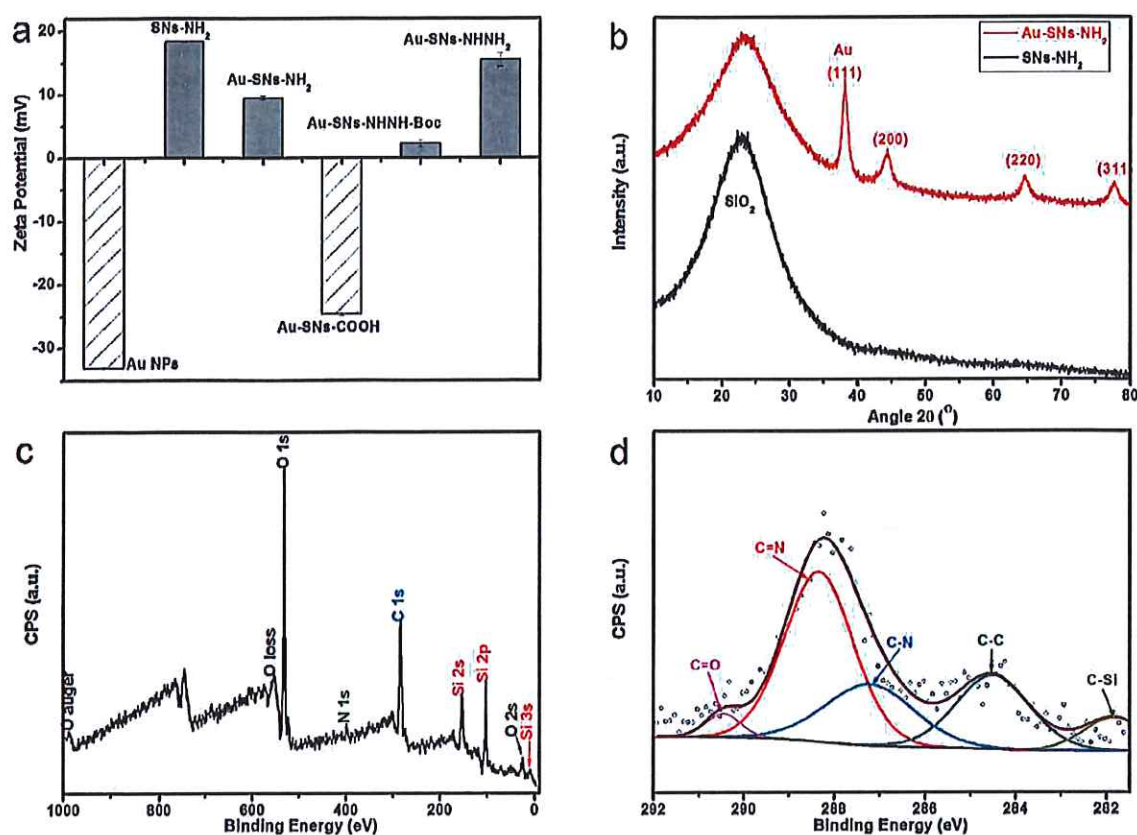 a
Zeta Potential (mV)
20
10
0
-10
-20
-30
SNs-NH2
Au-SNs-NH2
Au-SNs-NHNH-Boc
Au-SNs-NHNH2
Au-SNs-COOH
Au NPs
b
Intensity (a.u.)
Au-SNs-NH2
SNs-NH2
Au
(111)
(200)
(220)
(311)
SiO2
10 20 30 40 50 60 70 80
Angle 2θ (°)
c
CPS (a.u.)
O auger
O loss
O 1s
N 1s
C 1s
Si 2s
Si 2p
O 2s
Si 3s
1000 800 600 400 200 0
Binding Energy (eV)
d
CPS (a.u.)
C=O
C=N
C-N
C-C
C-Si
292 290 288 286 284 282
Binding Energy (eV)